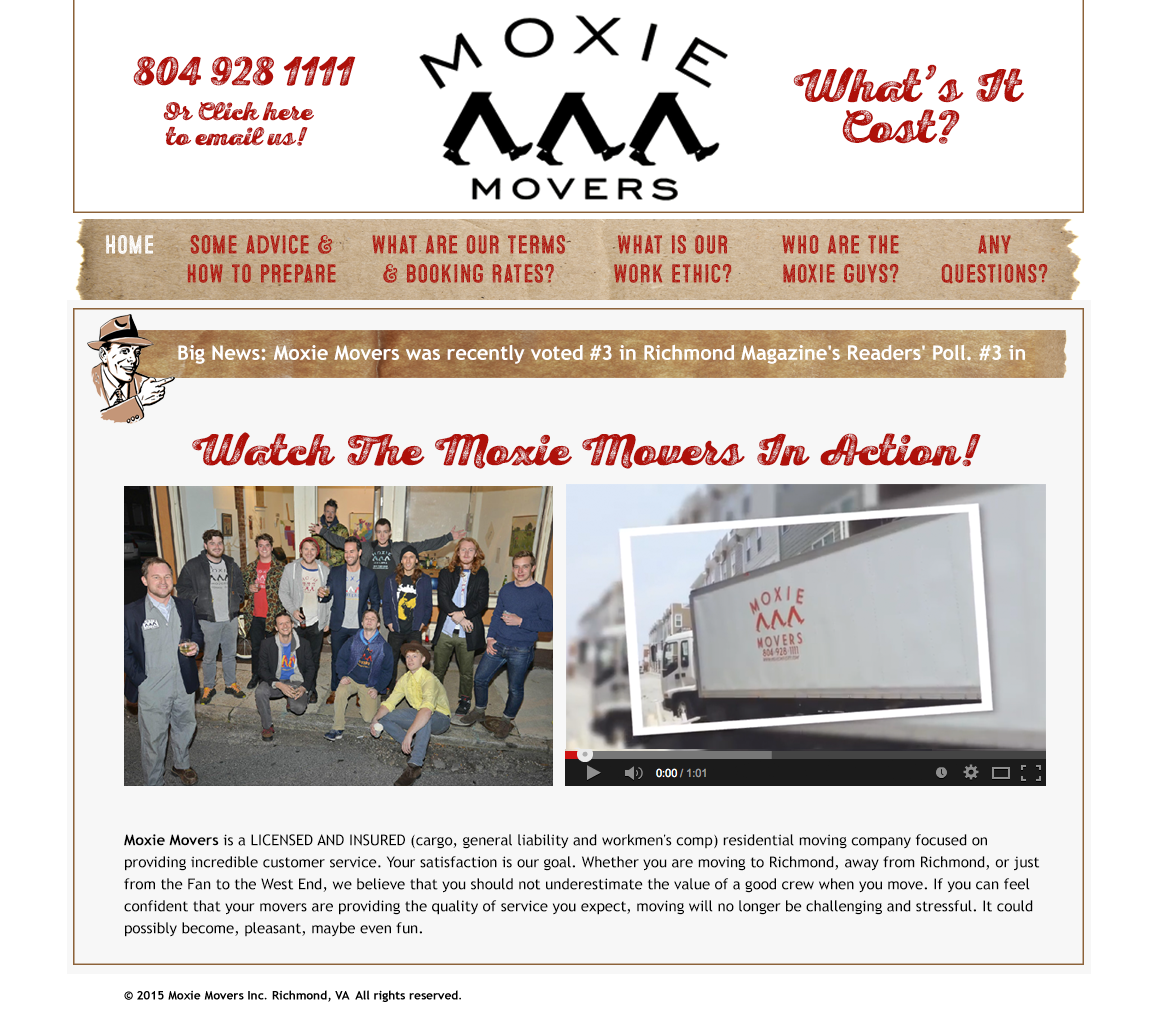 MOXIE
MOVERS
804 928 1111
Or Click here
to email us!
What's It
Cost?
HOME
SOME ADVICE &
HOW TO PREPARE
WHAT ARE OUR TERMS
& BOOKING RATES?
WHAT IS OUR
WORK ETHIC?
WHO ARE THE
MOXIE GUYS?
ANY
QUESTIONS?
Big News: Moxie Movers was recently voted #3 in Richmond Magazine's Readers' Poll. #3 in
Watch The Moxie Movers In Action!
MOXIE
MOVERS
804-928-1111
0:00 / 1:01
Moxie Movers is a LICENSED AND INSURED (cargo, general liability and workmen's comp) residential moving company focused on
providing incredible customer service. Your satisfaction is our goal. Whether you are moving to Richmond, away from Richmond, or just
from the Fan to the West End, we believe that you should not underestimate the value of a good crew when you move. If you can feel
confident that your movers are providing the quality of service you expect, moving will no longer be challenging and stressful. It could
possibly become, pleasant, maybe even fun.
© 2015 Moxie Movers Inc. Richmond, VA All rights reserved.